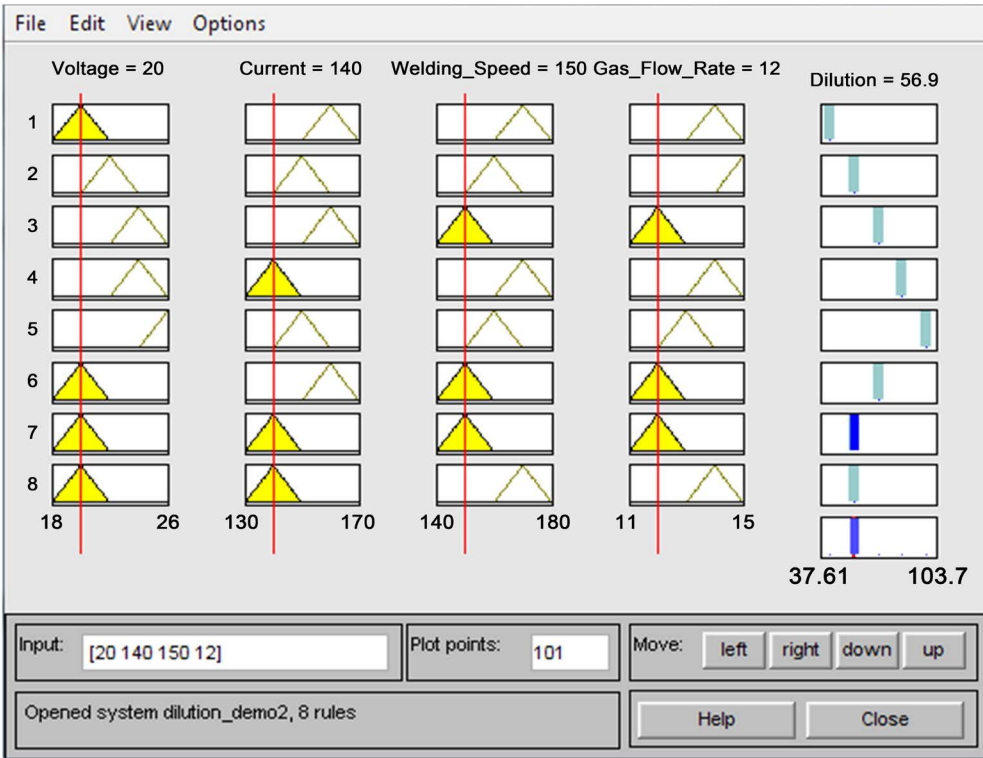 File Edit View Options
Voltage = 20 Current = 140 Welding_Speed = 150 Gas_Flow_Rate = 12 Dilution = 56.9
1
2
3
4
5
6
7
8
18 26 130 170 140 180 11 15
37.61 103.7
Input: [20 140 150 12] Plot points: 101 Move: left right down up
Opened system dilution_demo2, 8 rules Help Close